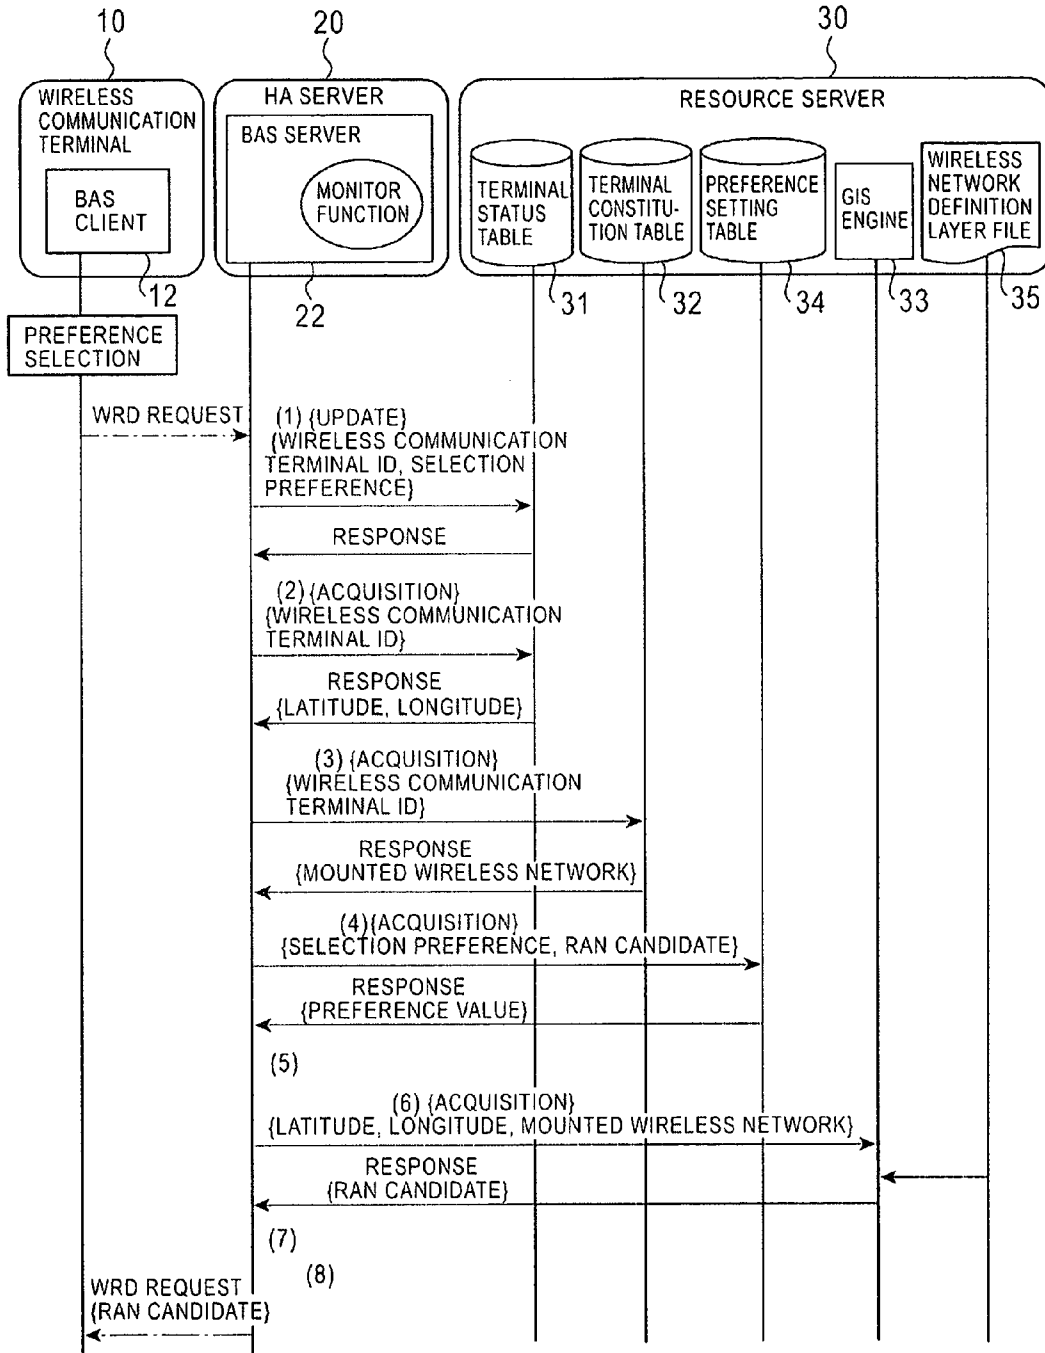 10
20
30
WIRELESS
COMMUNICATION
TERMINAL
BAS
CLIENT
12
HA SERVER
BAS SERVER
MONITOR
FUNCTION
22
RESOURCE SERVER
TERMINAL
STATUS
TABLE
31
TERMINAL
CONSTITU-
TION TABLE
32
PREFERENCE
SETTING
TABLE
34
GIS
ENGINE
33
WIRELESS
NETWORK
DEFINITION
LAYER FILE
35
PREFERENCE
SELECTION
WRD REQUEST
(1) {UPDATE}
{WIRELESS COMMUNICATION
TERMINAL ID, SELECTION
PREFERENCE}
RESPONSE
(2) {ACQUISITION}
{WIRELESS COMMUNICATION
TERMINAL ID}
RESPONSE
{LATITUDE, LONGITUDE}
(3) {ACQUISITION}
{WIRELESS COMMUNICATION
TERMINAL ID}
RESPONSE
{MOUNTED WIRELESS NETWORK}
(4) {ACQUISITION}
{SELECTION PREFERENCE, RAN CANDIDATE}
RESPONSE
{PREFERENCE VALUE}
(5)
(6) {ACQUISITION}
{LATITUDE, LONGITUDE, MOUNTED WIRELESS NETWORK}
RESPONSE
{RAN CANDIDATE}
(7)
(8)
WRD REQUEST
{RAN CANDIDATE}